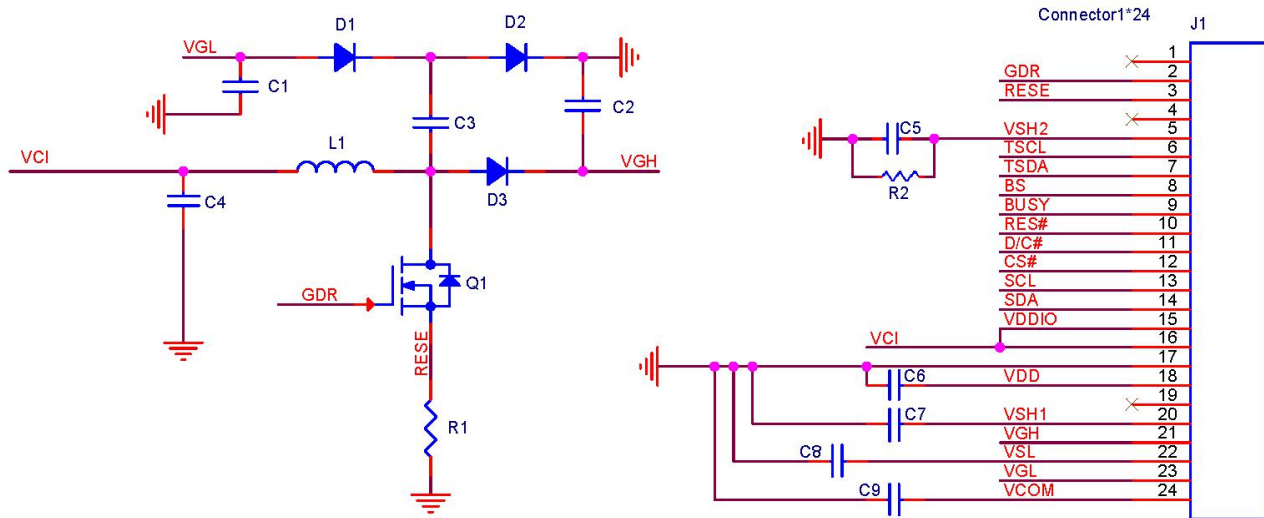 Connector1*24
J1
D1
D2
VGL
C1
C2
C3
VCI
L1
VGH
D3
C4
GDR
Q1
RESE
R1
1
GDR 2
RESE 3
4
C5
VSH2 5
R2
TSCL 6
TSDA 7
BS 8
BUSY 9
RES# 10
D/C# 11
CS# 12
SCL 13
SDA 14
VDDIO 15
VCI 16
17
C6 VDD 18
19
C7 VSH1 20
VGH 21
C8 VSL 22
VGL 23
C9 VCOM 24